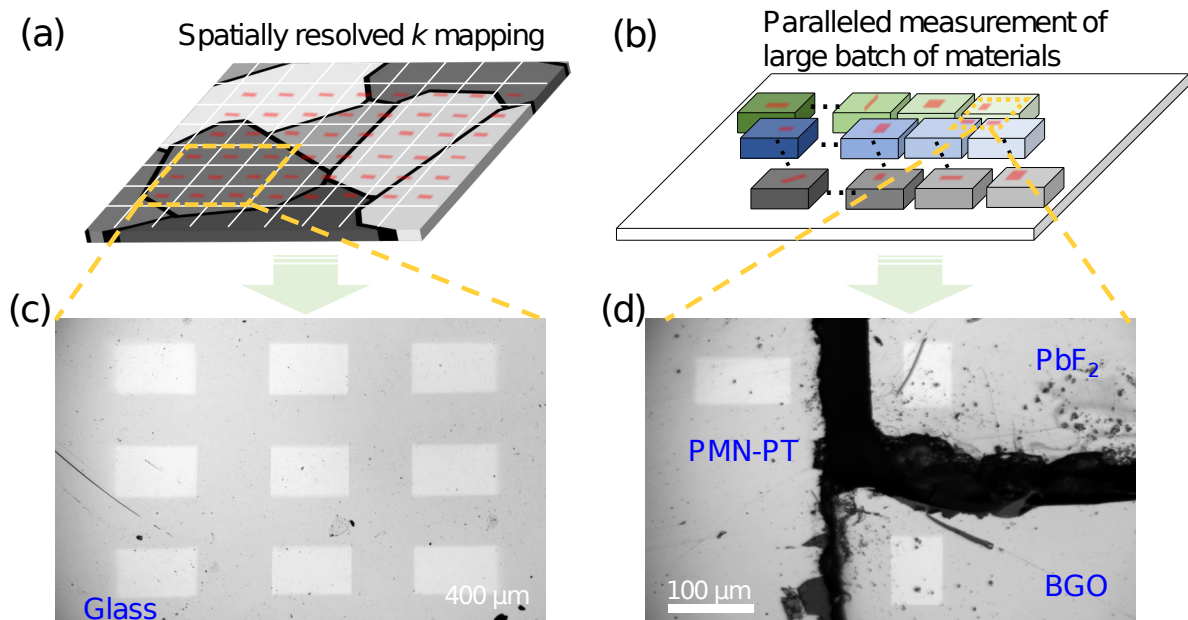 (a)
Spatially resolved k mapping
(b)
Paralleled measurement of
large batch of materials
(c)
Glass
400 μm
(d)
PbF₂
PMN-PT
BGO
100 μm